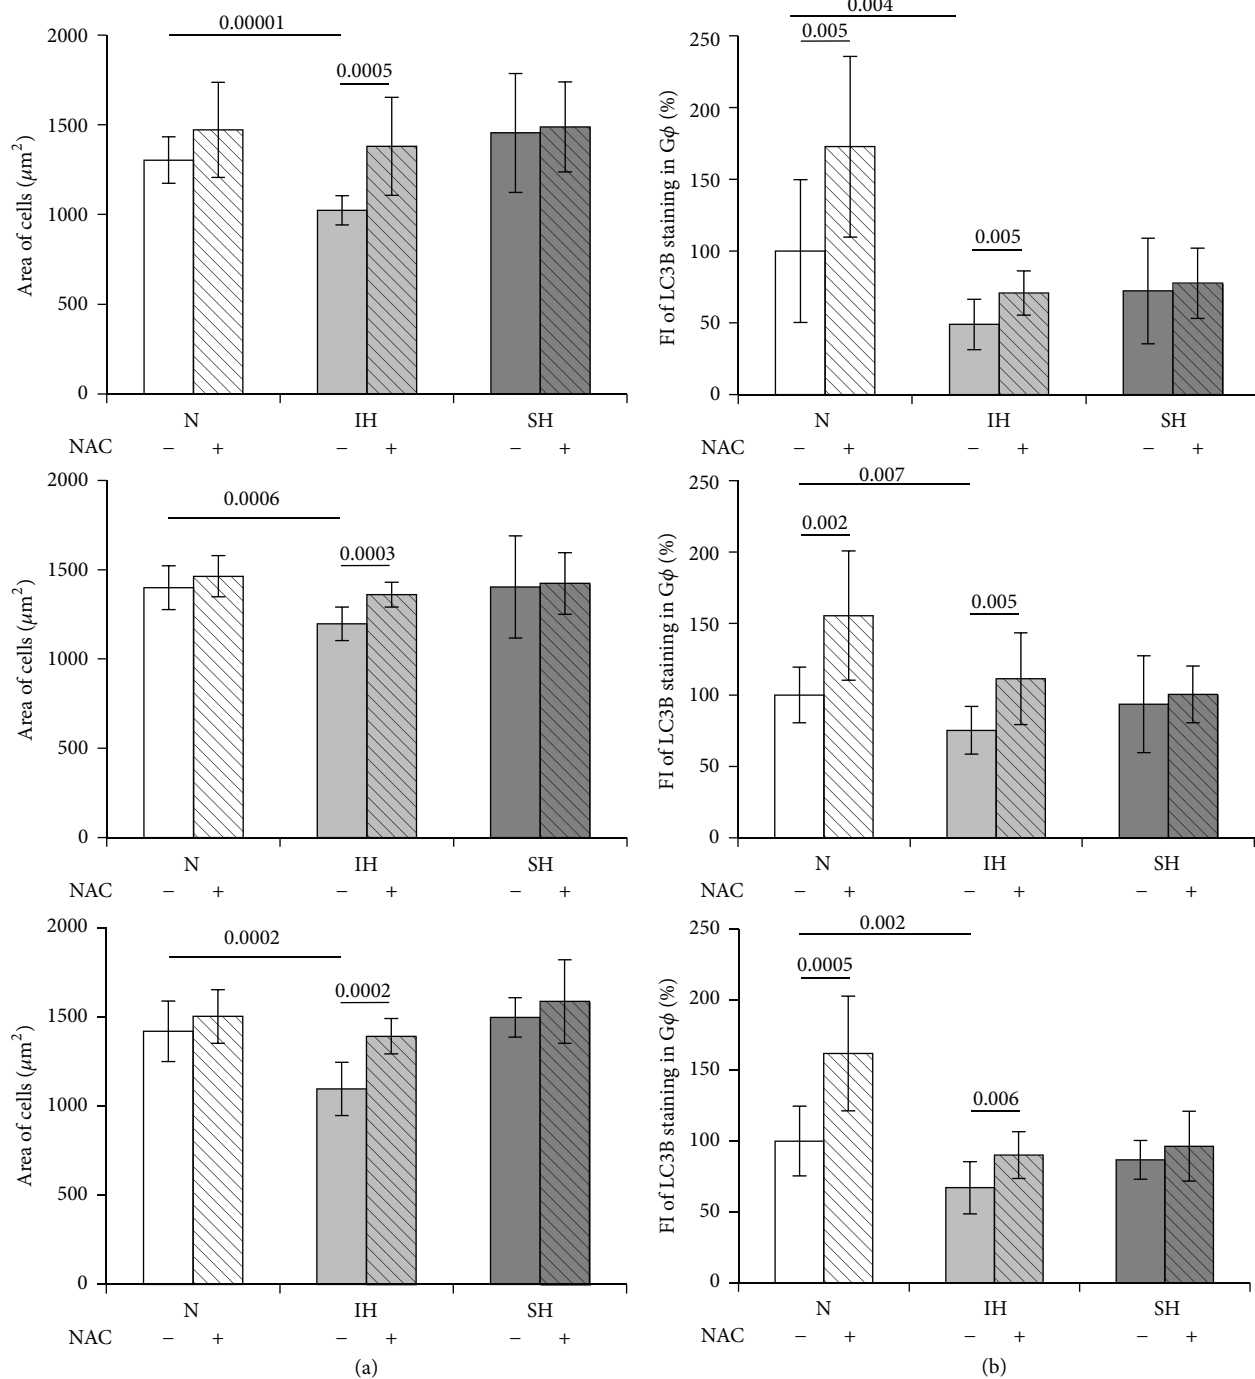 0.00001
2000
0.0005
1500
1000
500
0
Area of cells (μm²)
N IH SH
NAC − + − + − +
0.004
250
0.005
200
150
0.005
100
50
0
FI of LC3B staining in Gϕ (%)
N IH SH
NAC − + − + − +
2000
0.0006
0.0003
1500
1000
500
0
Area of cells (μm²)
N IH SH
NAC − + − + − +
0.007
250
0.002
200
150
0.005
100
50
0
FI of LC3B staining in Gϕ (%)
N IH SH
NAC − + − + − +
2000
0.0002
0.0002
1500
1000
500
0
Area of cells (μm²)
N IH SH
NAC − + − + − +
(a)
0.002
250
0.0005
200
150
0.006
100
50
0
FI of LC3B staining in Gϕ (%)
N IH SH
NAC − + − + − +
(b)